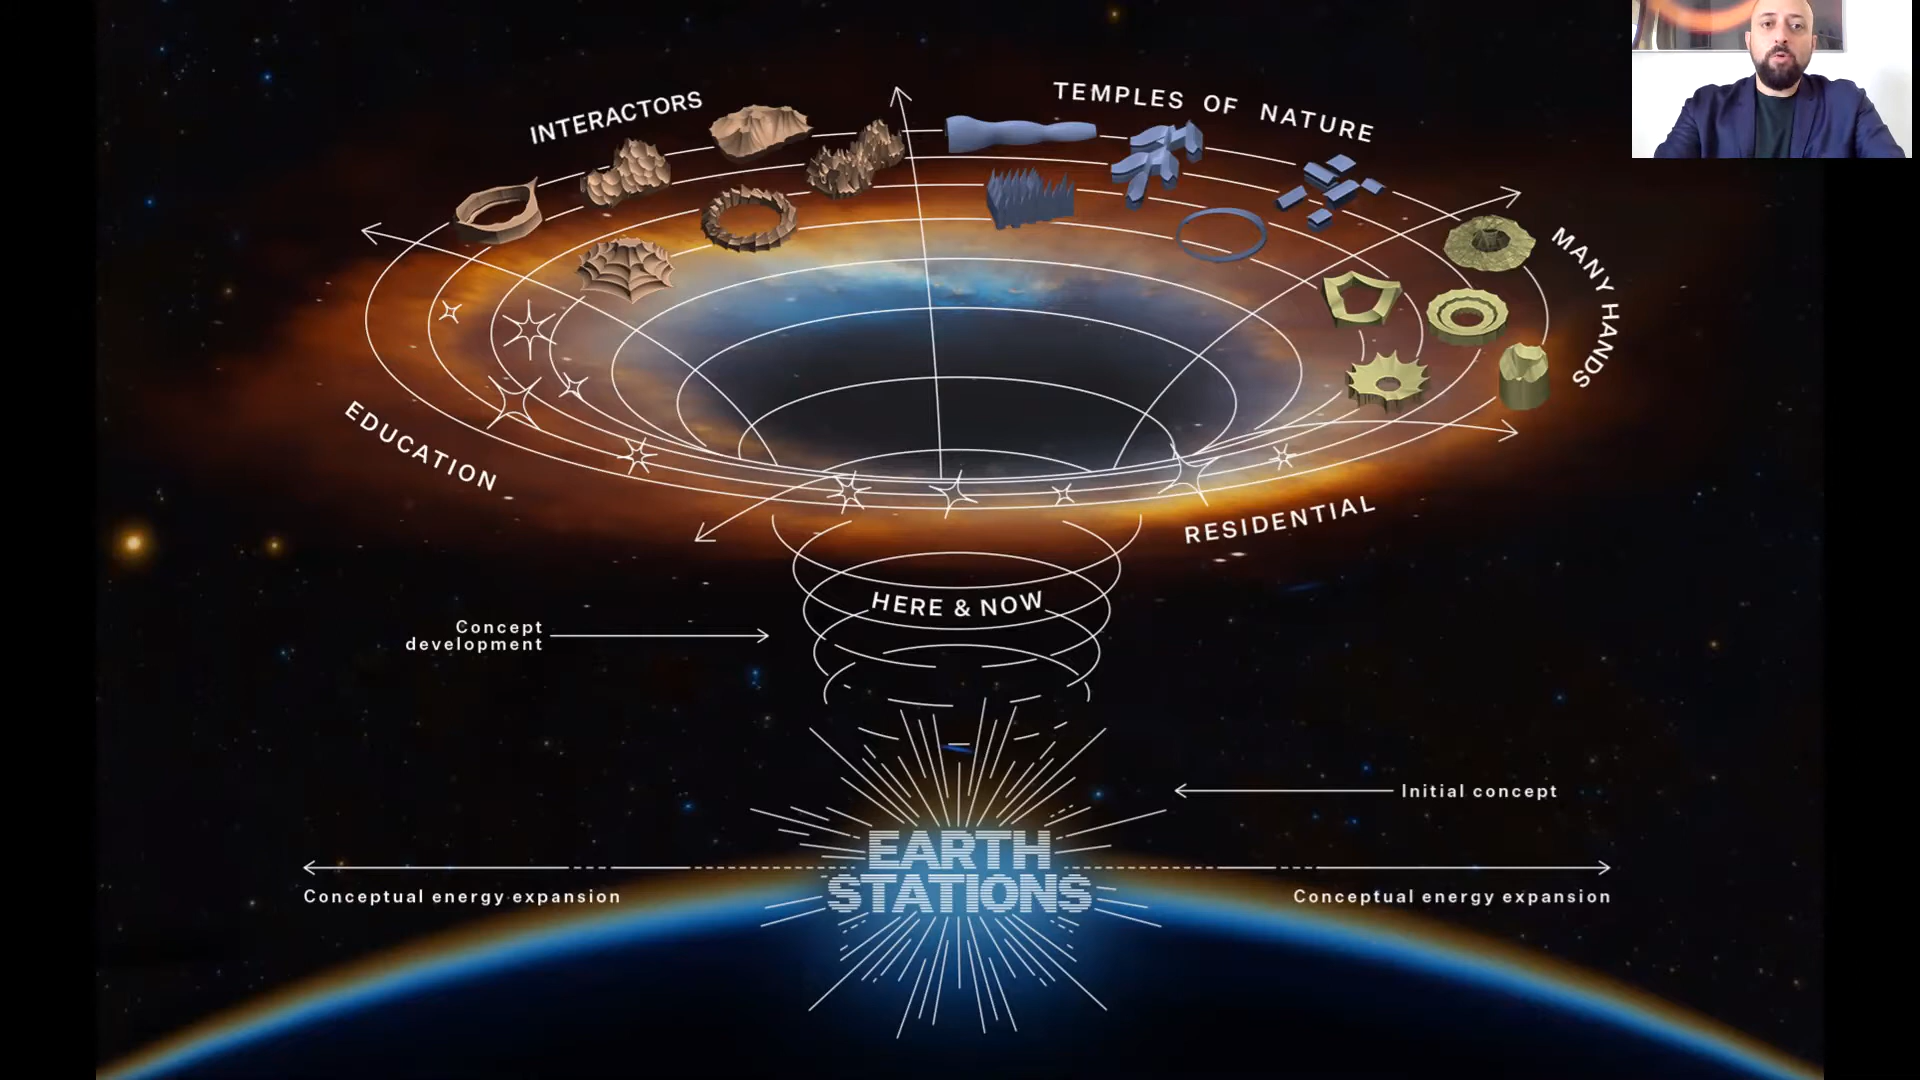 INTERACTORS
TEMPLES OF NATURE
MANY HANDS
EDUCATION
RESIDENTIAL
HERE & NOW
Concept
development
Initial concept
EARTH
STATIONS
Conceptual energy expansion
Conceptual energy expansion